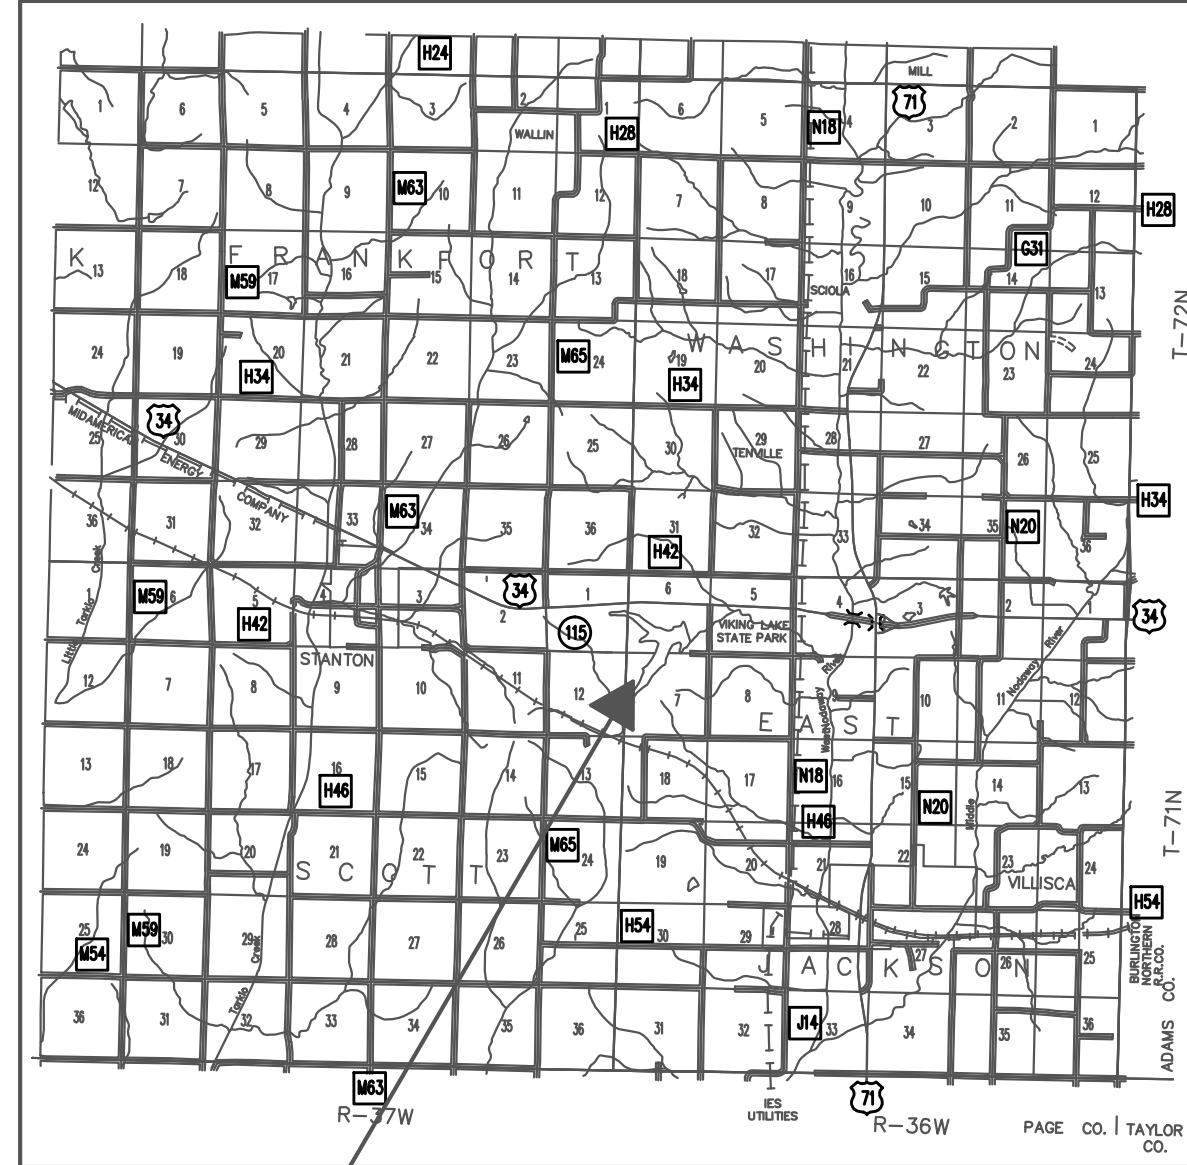 H24
MILL
71
1 6 5 4 3 2 1 6 5 4 3 2 1
WALLIN
H28
N18
12 7 8 9 10 11 12 7 8 9 10 11 12
M63
H28
K FRANKFORT
13 18 17 16 15 14 13 18 17 16 15 14 13
M59
G31
SCIOLA
T-72N
WASHINGTON
24 19 20 21 22 23 24 19 20 21 22 23 24
H34
M65
H34
MIDAMERICAN
ENERGY
COMPANY
34
25 30 29 28 27 26 25 30 29 28 27 26 25
TENVILLE
36 31 32 33 34 35 36 31 32 33 34 35 36
M63
H42
N20
H34
Little Tarkio Creek
1 6 5 4 3 2 1 6 5 4 3 2 1
M59
H42
34
34
115
VIKING LAKE
STATE PARK
STANTON
River
Nodaway River
12 7 8 9 10 11 12 7 8 9 10 11 12
EAST
West Nodaway
13 18 17 16 15 14 13 18 17 16 15 14 13
H46
N18
H46
N20
Middle
T-71N
24 19 20 21 22 23 24 19 20 21 22 23 24
M65
SCOTT
VILLISCA
H54
25 30 29 28 27 26 25 30 29 28 27 26 25
M54
M59
H54
Creek
JACKSON
BURLINGTON
NORTHERN
R.R.CO.
Tarkio
36 31 32 33 34 35 36 31 32 33 34 35 36
J14
ADAMS CO.
M63
71
IES
UTILITIES
R-37W
R-36W
PAGE CO. TAYLOR
CO.